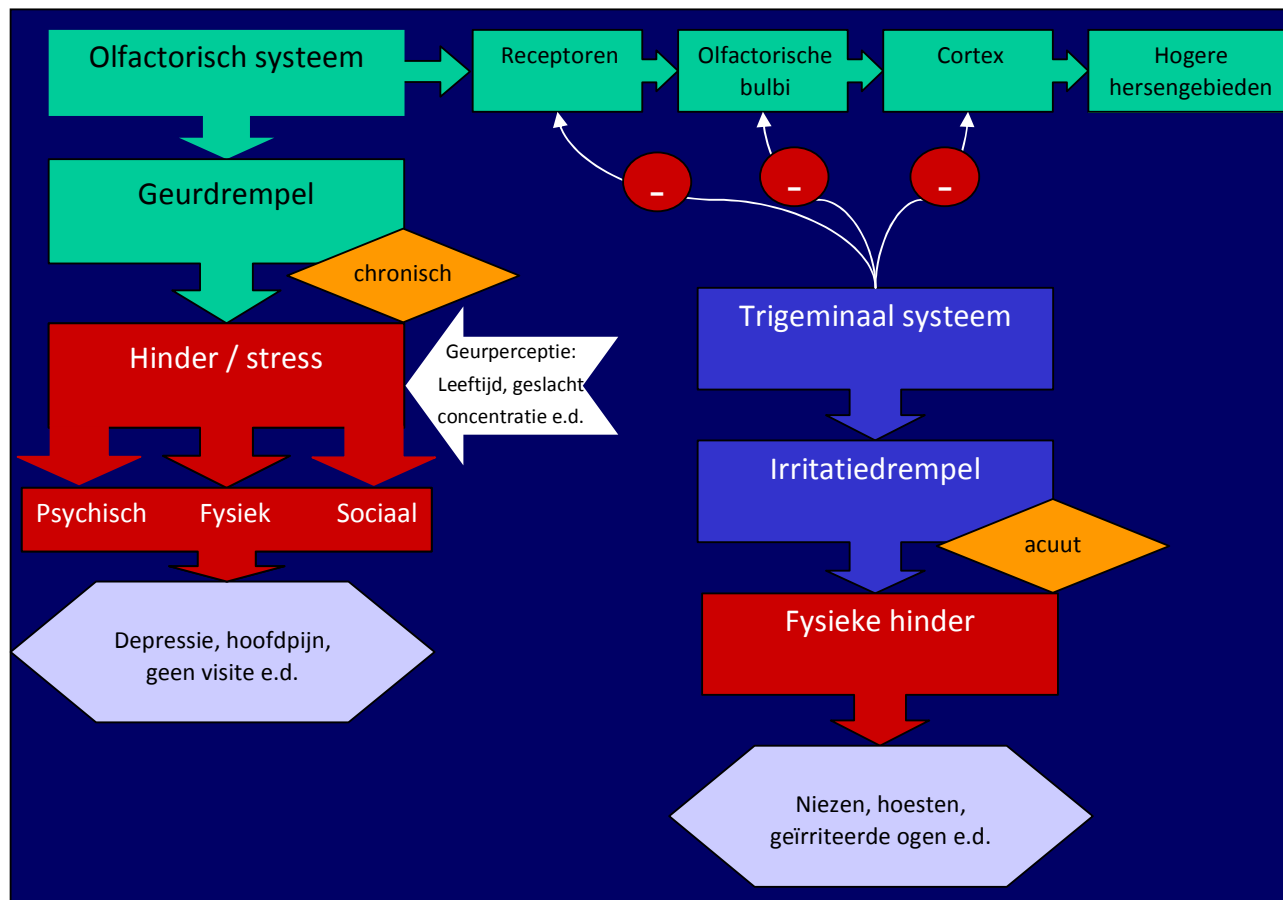 Olfactorisch systeem
Receptoren
Olfactorische
bulbi
Cortex
Hogere
hersengebieden
-
-
-
Geurdrempel
chronisch
Hinder / stress
Geurperceptie:
Leeftijd, geslacht
concentratie e.d.
Psychisch Fysiek Sociaal
Depressie, hoofdpijn,
geen visite e.d.
Trigeminaal systeem
Irritatiedrempel
acuut
Fysieke hinder
Niezen, hoesten,
geïrriteerde ogen e.d.